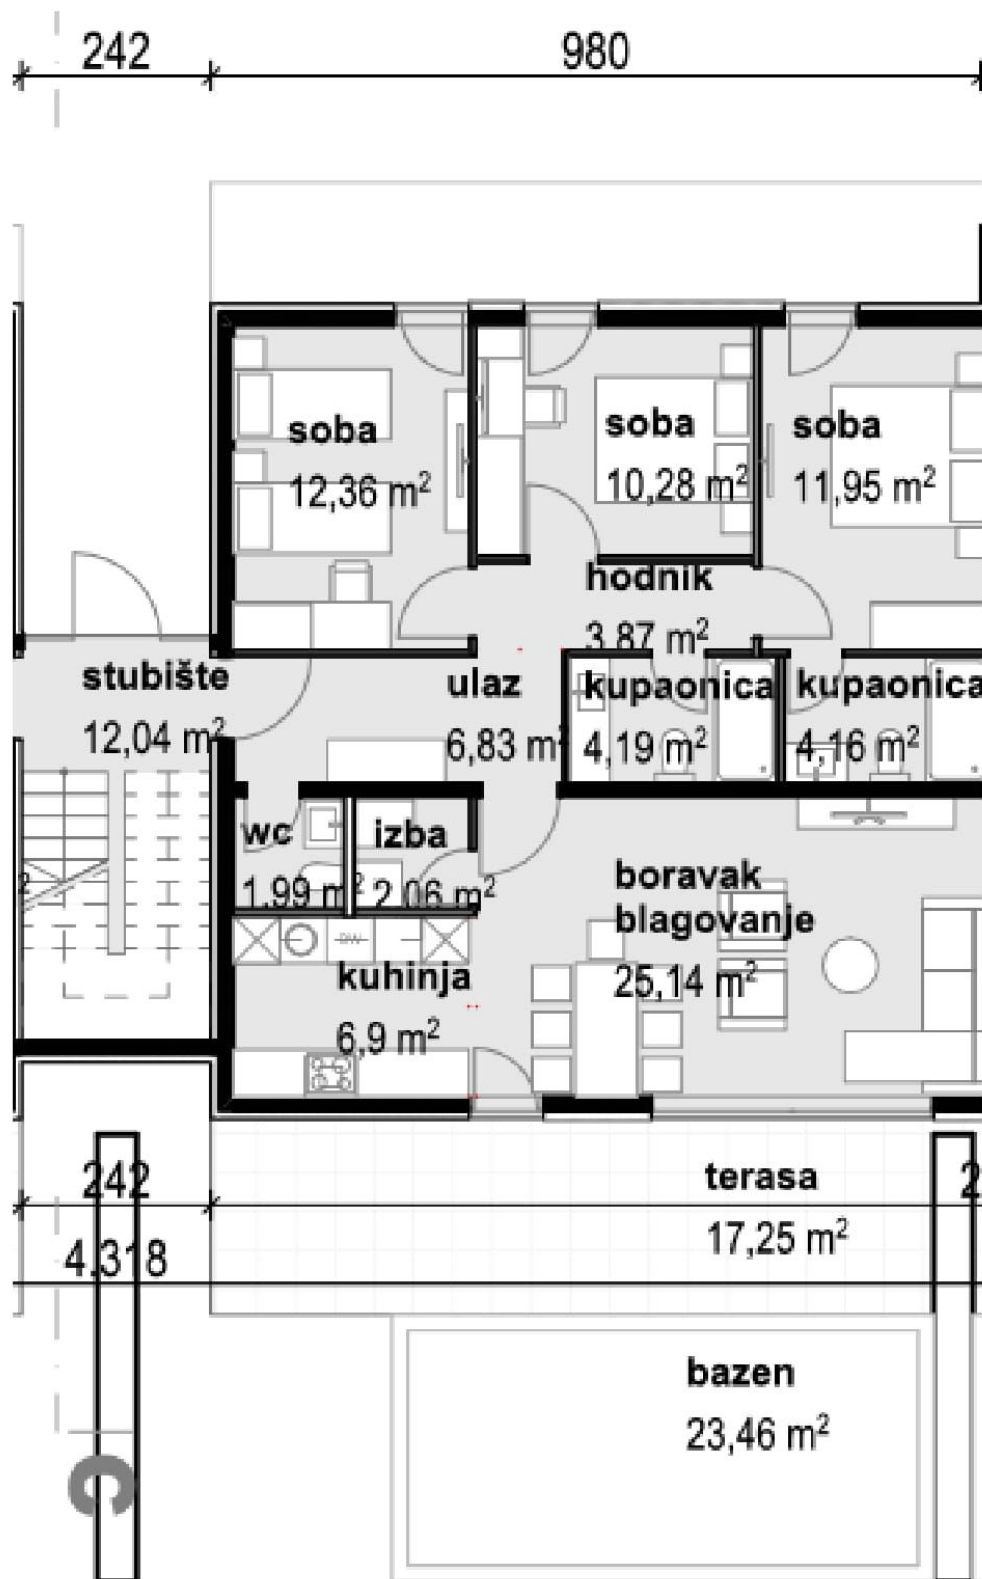 242
980
soba
12,36 m²
soba
10,28 m²
soba
11,95 m²
hodnik
3,87 m²
stubište
12,04 m²
ulaz
6,83 m²
kupaonica
4,19 m²
kupaonica
4,16 m²
wc
1,99 m²
izba
2,06 m²
boravak
blagovanje
25,14 m²
DW
kuhinja
6,9 m²
242
4.318
terasa
17,25 m²
2
bazen
23,46 m²
C